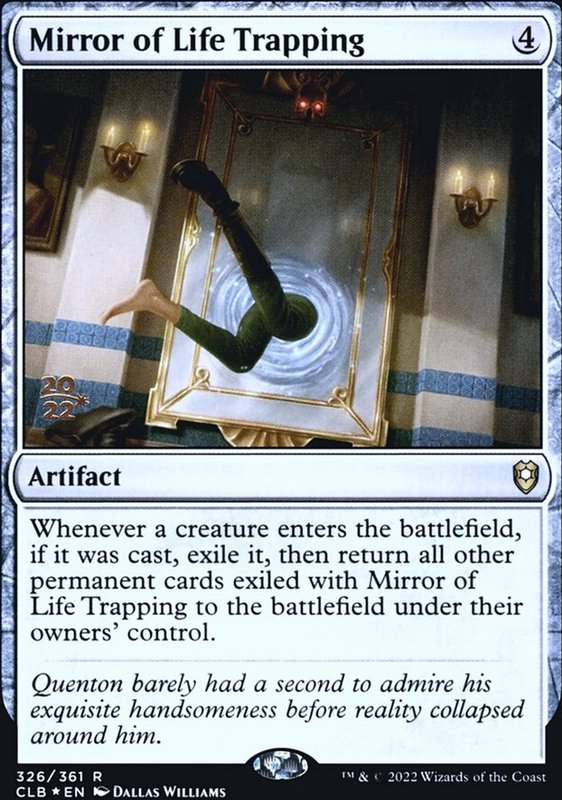 Mirror of Life Trapping 4
20
22*
Artifact
Whenever a creature enters the battlefield,
if it was cast, exile it, then return all other
permanent cards exiled with Mirror of
Life Trapping to the battlefield under their
owners’ control.
Quenton barely had a second to admire his
exquisite handsomeness before reality collapsed
around him.
326/361 R
CLB ★ EN DALLAS WILLIAMS
™ & © 2022 Wizards of the Coast